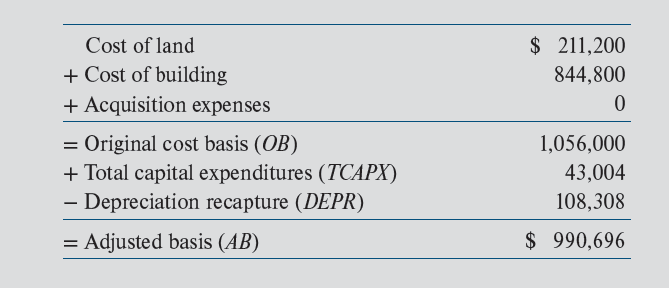 Cost of land $ 211,200
+ Cost of building 844,800
+ Acquisition expenses 0
= Original cost basis (OB) 1,056,000
+ Total capital expenditures (TCAPX) 43,004
− Depreciation recapture (DEPR) 108,308
= Adjusted basis (AB) $ 990,696